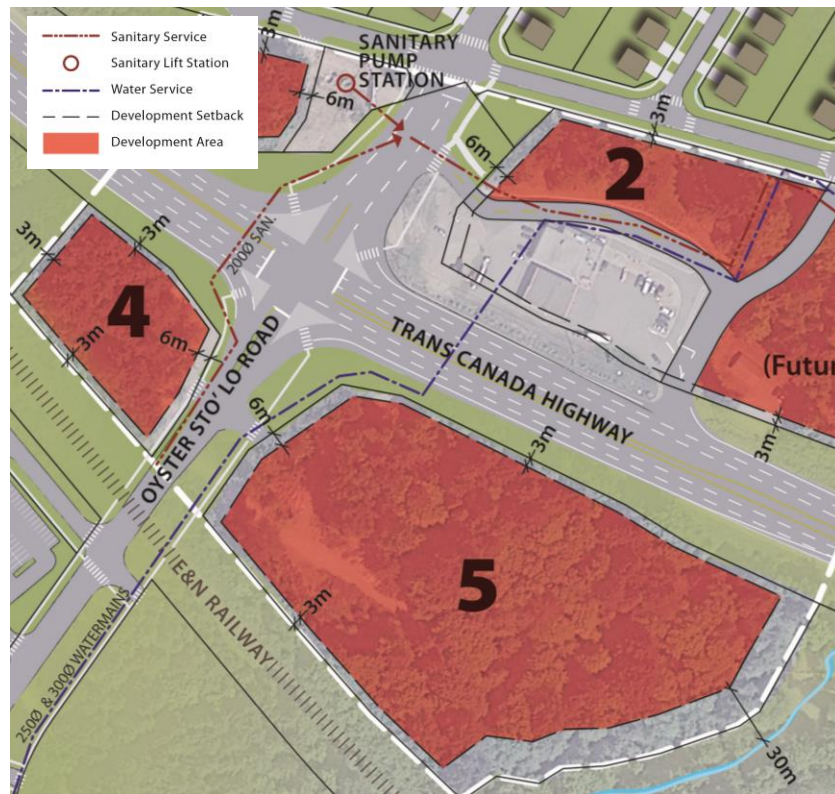 Sanitary Service
Sanitary Lift Station
Water Service
Development Setback
Development Area
3m
SANITARY
PUMP
STATION
6m
3m
6m
2
200Ø SAN.
3m
3m
4
3m
6m
OYSTER STO' LO ROAD
TRANS CANADA HIGHWAY
(Futur
6m
3m
3m
5
3m
E&N RAILWAY
250Ø & 300Ø WATERMAINS
30m